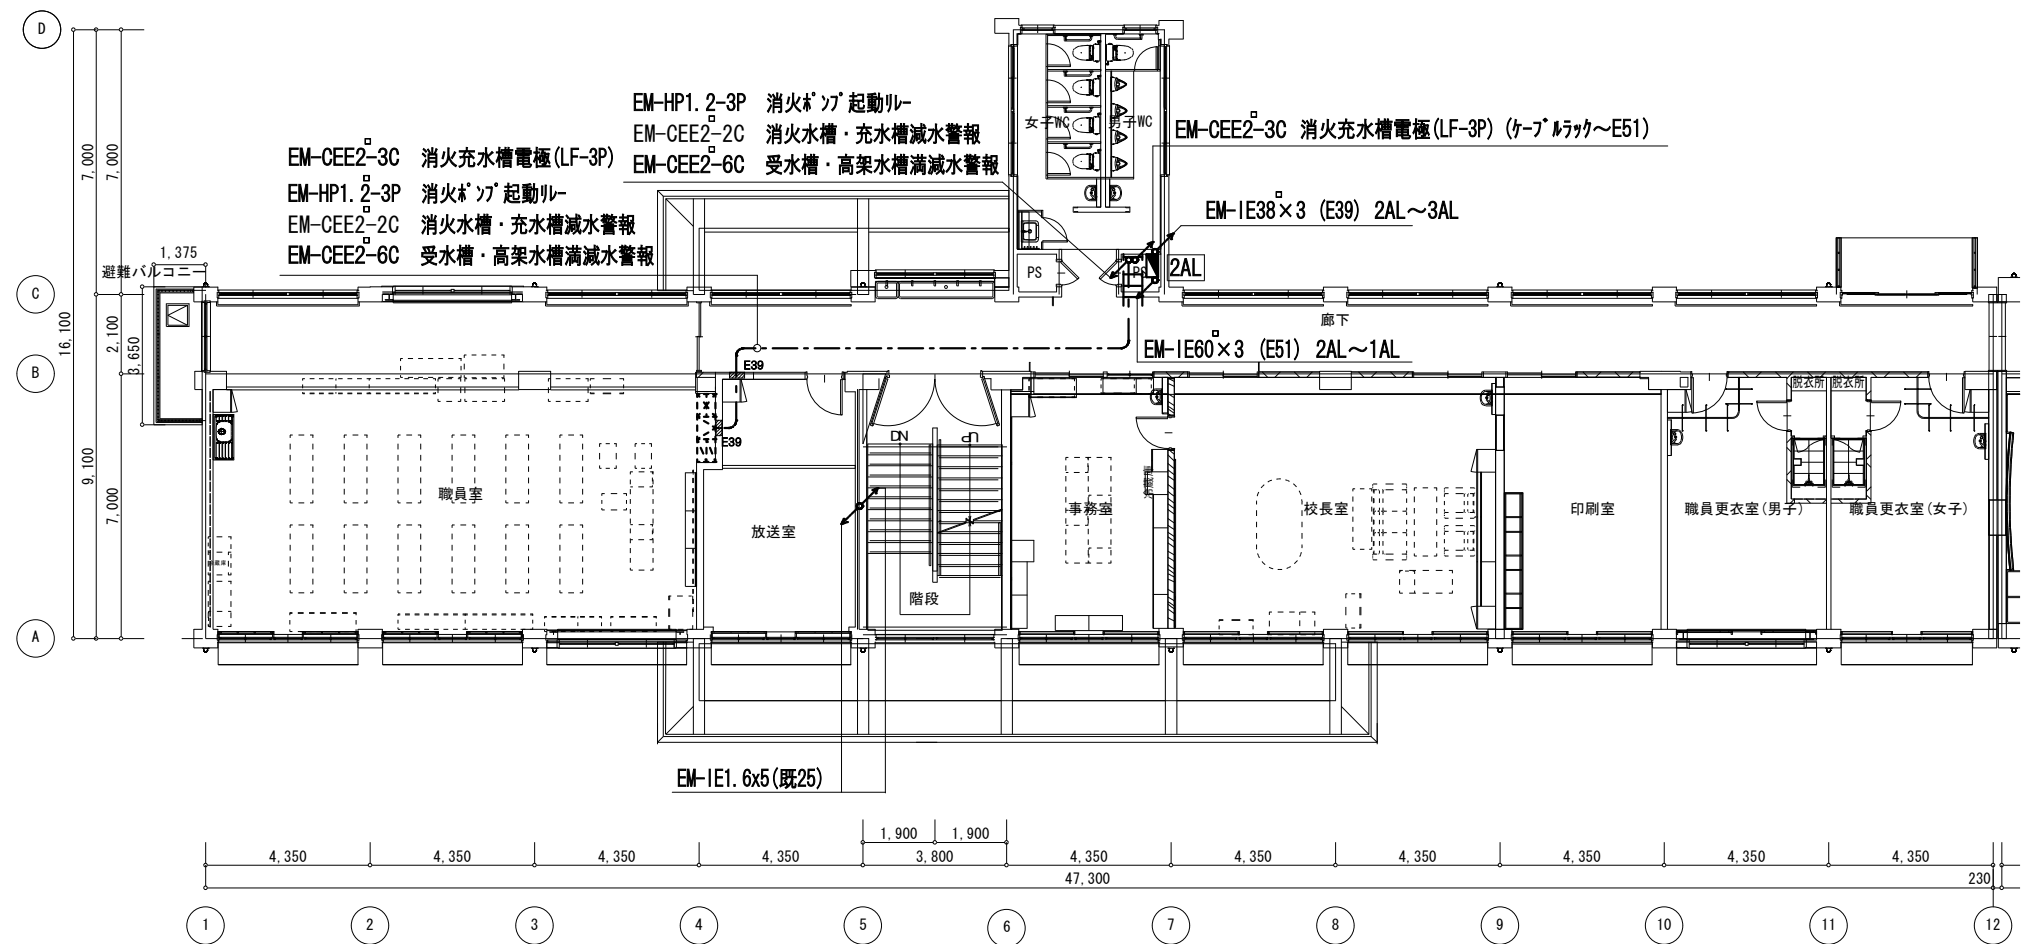 D
7,000
7,000
EM-HP1.2-3P 消火ポンプ起動リレー
EM-CEE2□-2C 消火水槽・充水槽減水警報
EM-CEE2□-6C 受水槽・高架水槽満減水警報
女子WC
男子WC
EM-CEE2□-3C 消火充水槽電極(LF-3P) (ケーブルラック～E51)
EM-CEE2□-3C 消火充水槽電極(LF-3P)
EM-HP1.2□-3P 消火ポンプ起動リレー
EM-CEE2□-2C 消火水槽・充水槽減水警報
EM-CEE2□-6C 受水槽・高架水槽満減水警報
EM-IE38□×3 (E39) 2AL～3AL
1,375
避難バルコニー
PS
PS
2AL
C
16,100
2,100
3,650
廊下
EM-IE60□×3 (E51) 2AL～1AL
B
E39
脱衣所
脱衣所
DN
UP
E39
9,100
7,000
職員室
放送室
事務室
冷蔵庫
校長室
印刷室
職員更衣室(男子)
職員更衣室(女子)
階段
A
EM-IE1.6x5(既25)
1,900
1,900
4,350
4,350
4,350
4,350
3,800
4,350
4,350
4,350
4,350
4,350
4,350
47,300
230
1
2
3
4
5
6
7
8
9
10
11
12